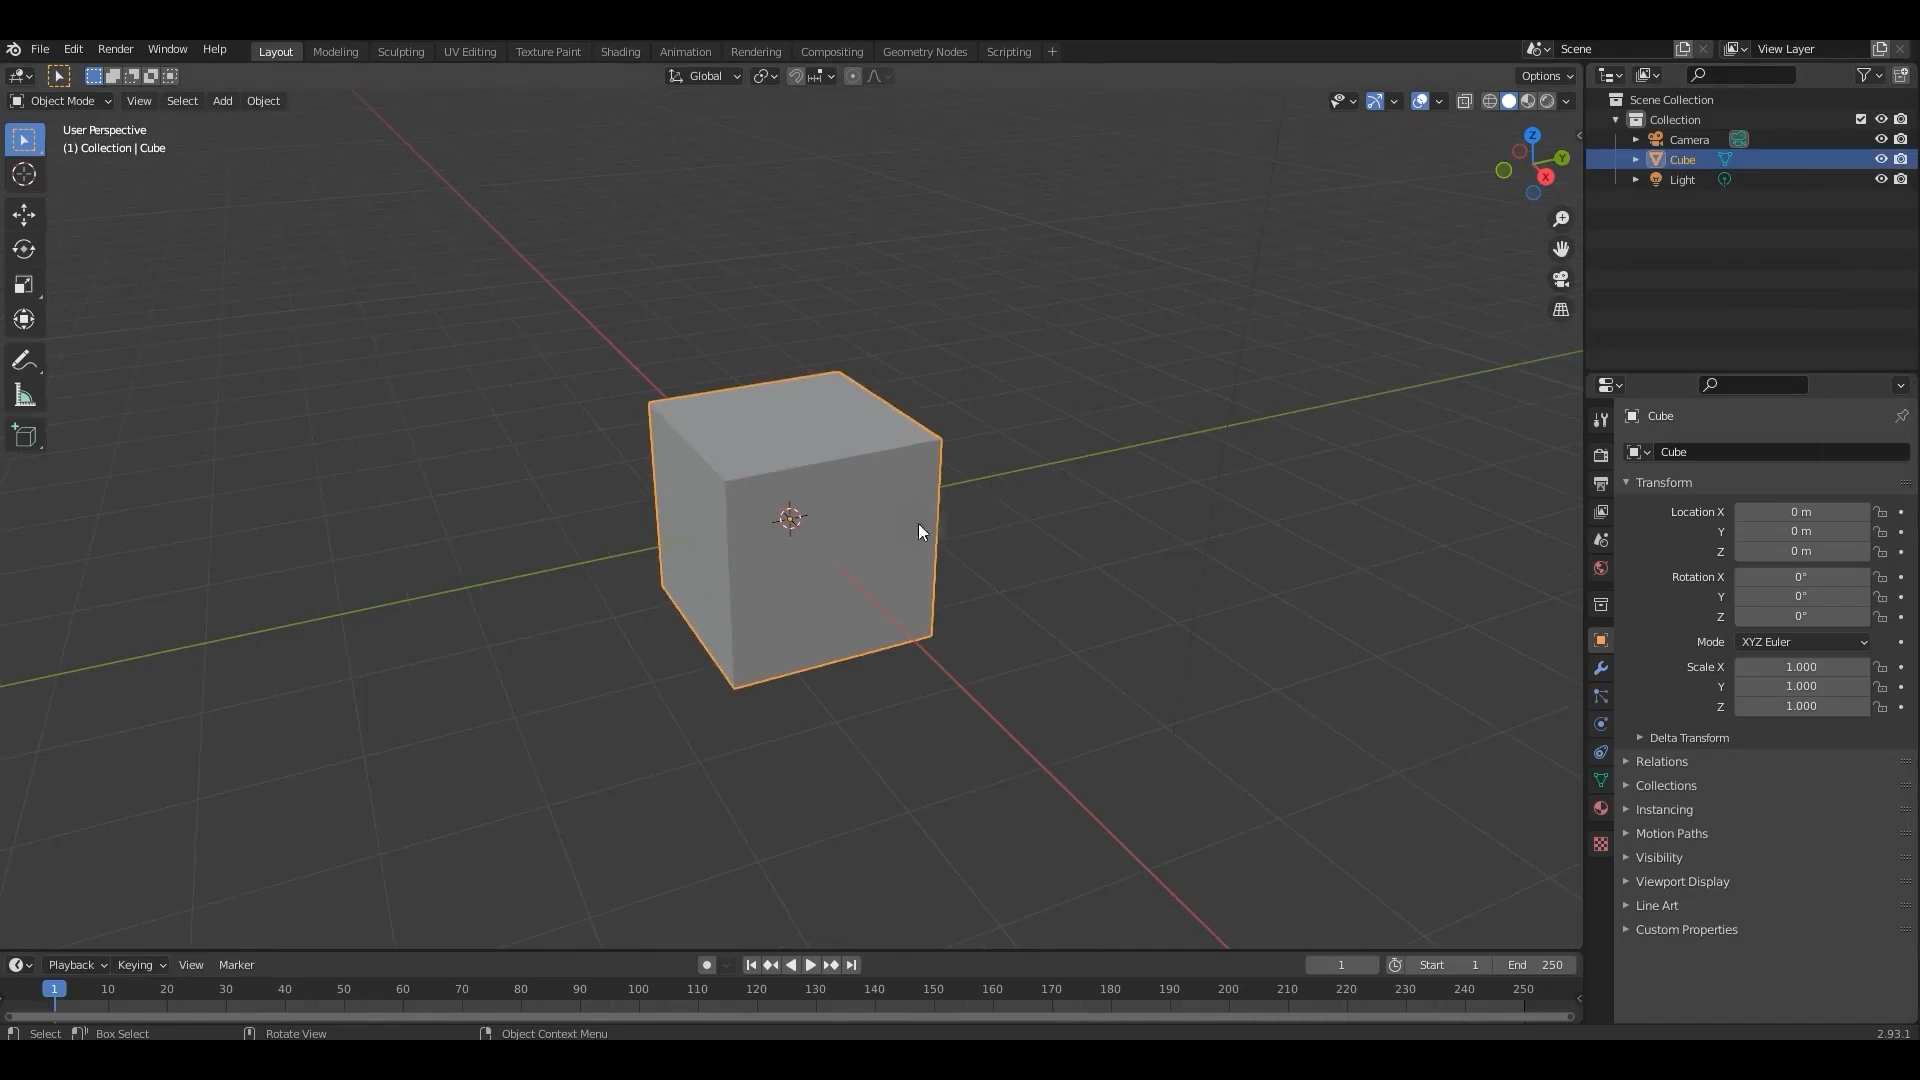 File Edit Render Window Help Layout Modeling Sculpting UV Editing Texture Paint Shading Animation Rendering Compositing Geometry Nodes Scripting + Scene View Layer
Global Options
Object Mode View Select Add Object
User Perspective
(1) Collection | Cube
Z
Y
X
Scene Collection
Collection
Camera
Cube
Light
Cube
Cube
Transform
Location X 0 m
Y 0 m
Z 0 m
Rotation X 0°
Y 0°
Z 0°
Mode XYZ Euler
Scale X 1.000
Y 1.000
Z 1.000
Delta Transform
Relations
Collections
Instancing
Motion Paths
Visibility
Viewport Display
Line Art
Custom Properties
Playback Keying View Marker 1 Start 1 End 250
1 10 20 30 40 50 60 70 80 90 100 110 120 130 140 150 160 170 180 190 200 210 220 230 240 250
Select Box Select Rotate View Object Context Menu 2.93.1